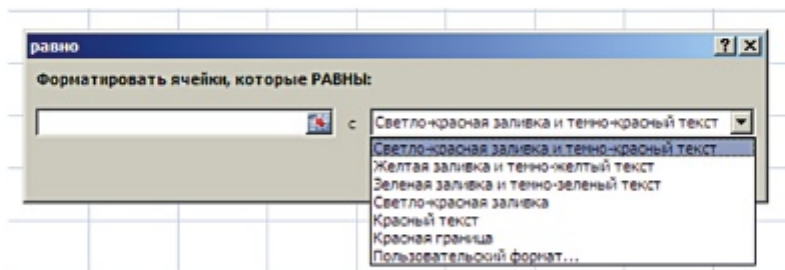 равно
Форматировать ячейки, которые РАВНЫ:
с Светло-красная заливка и темно-красный текст
Светло-красная заливка и темно-красный текст
Желтая заливка и темно-желтый текст
Зеленая заливка и темно-зеленый текст
Светло-красная заливка
Красный текст
Красная граница
Пользовательский формат...